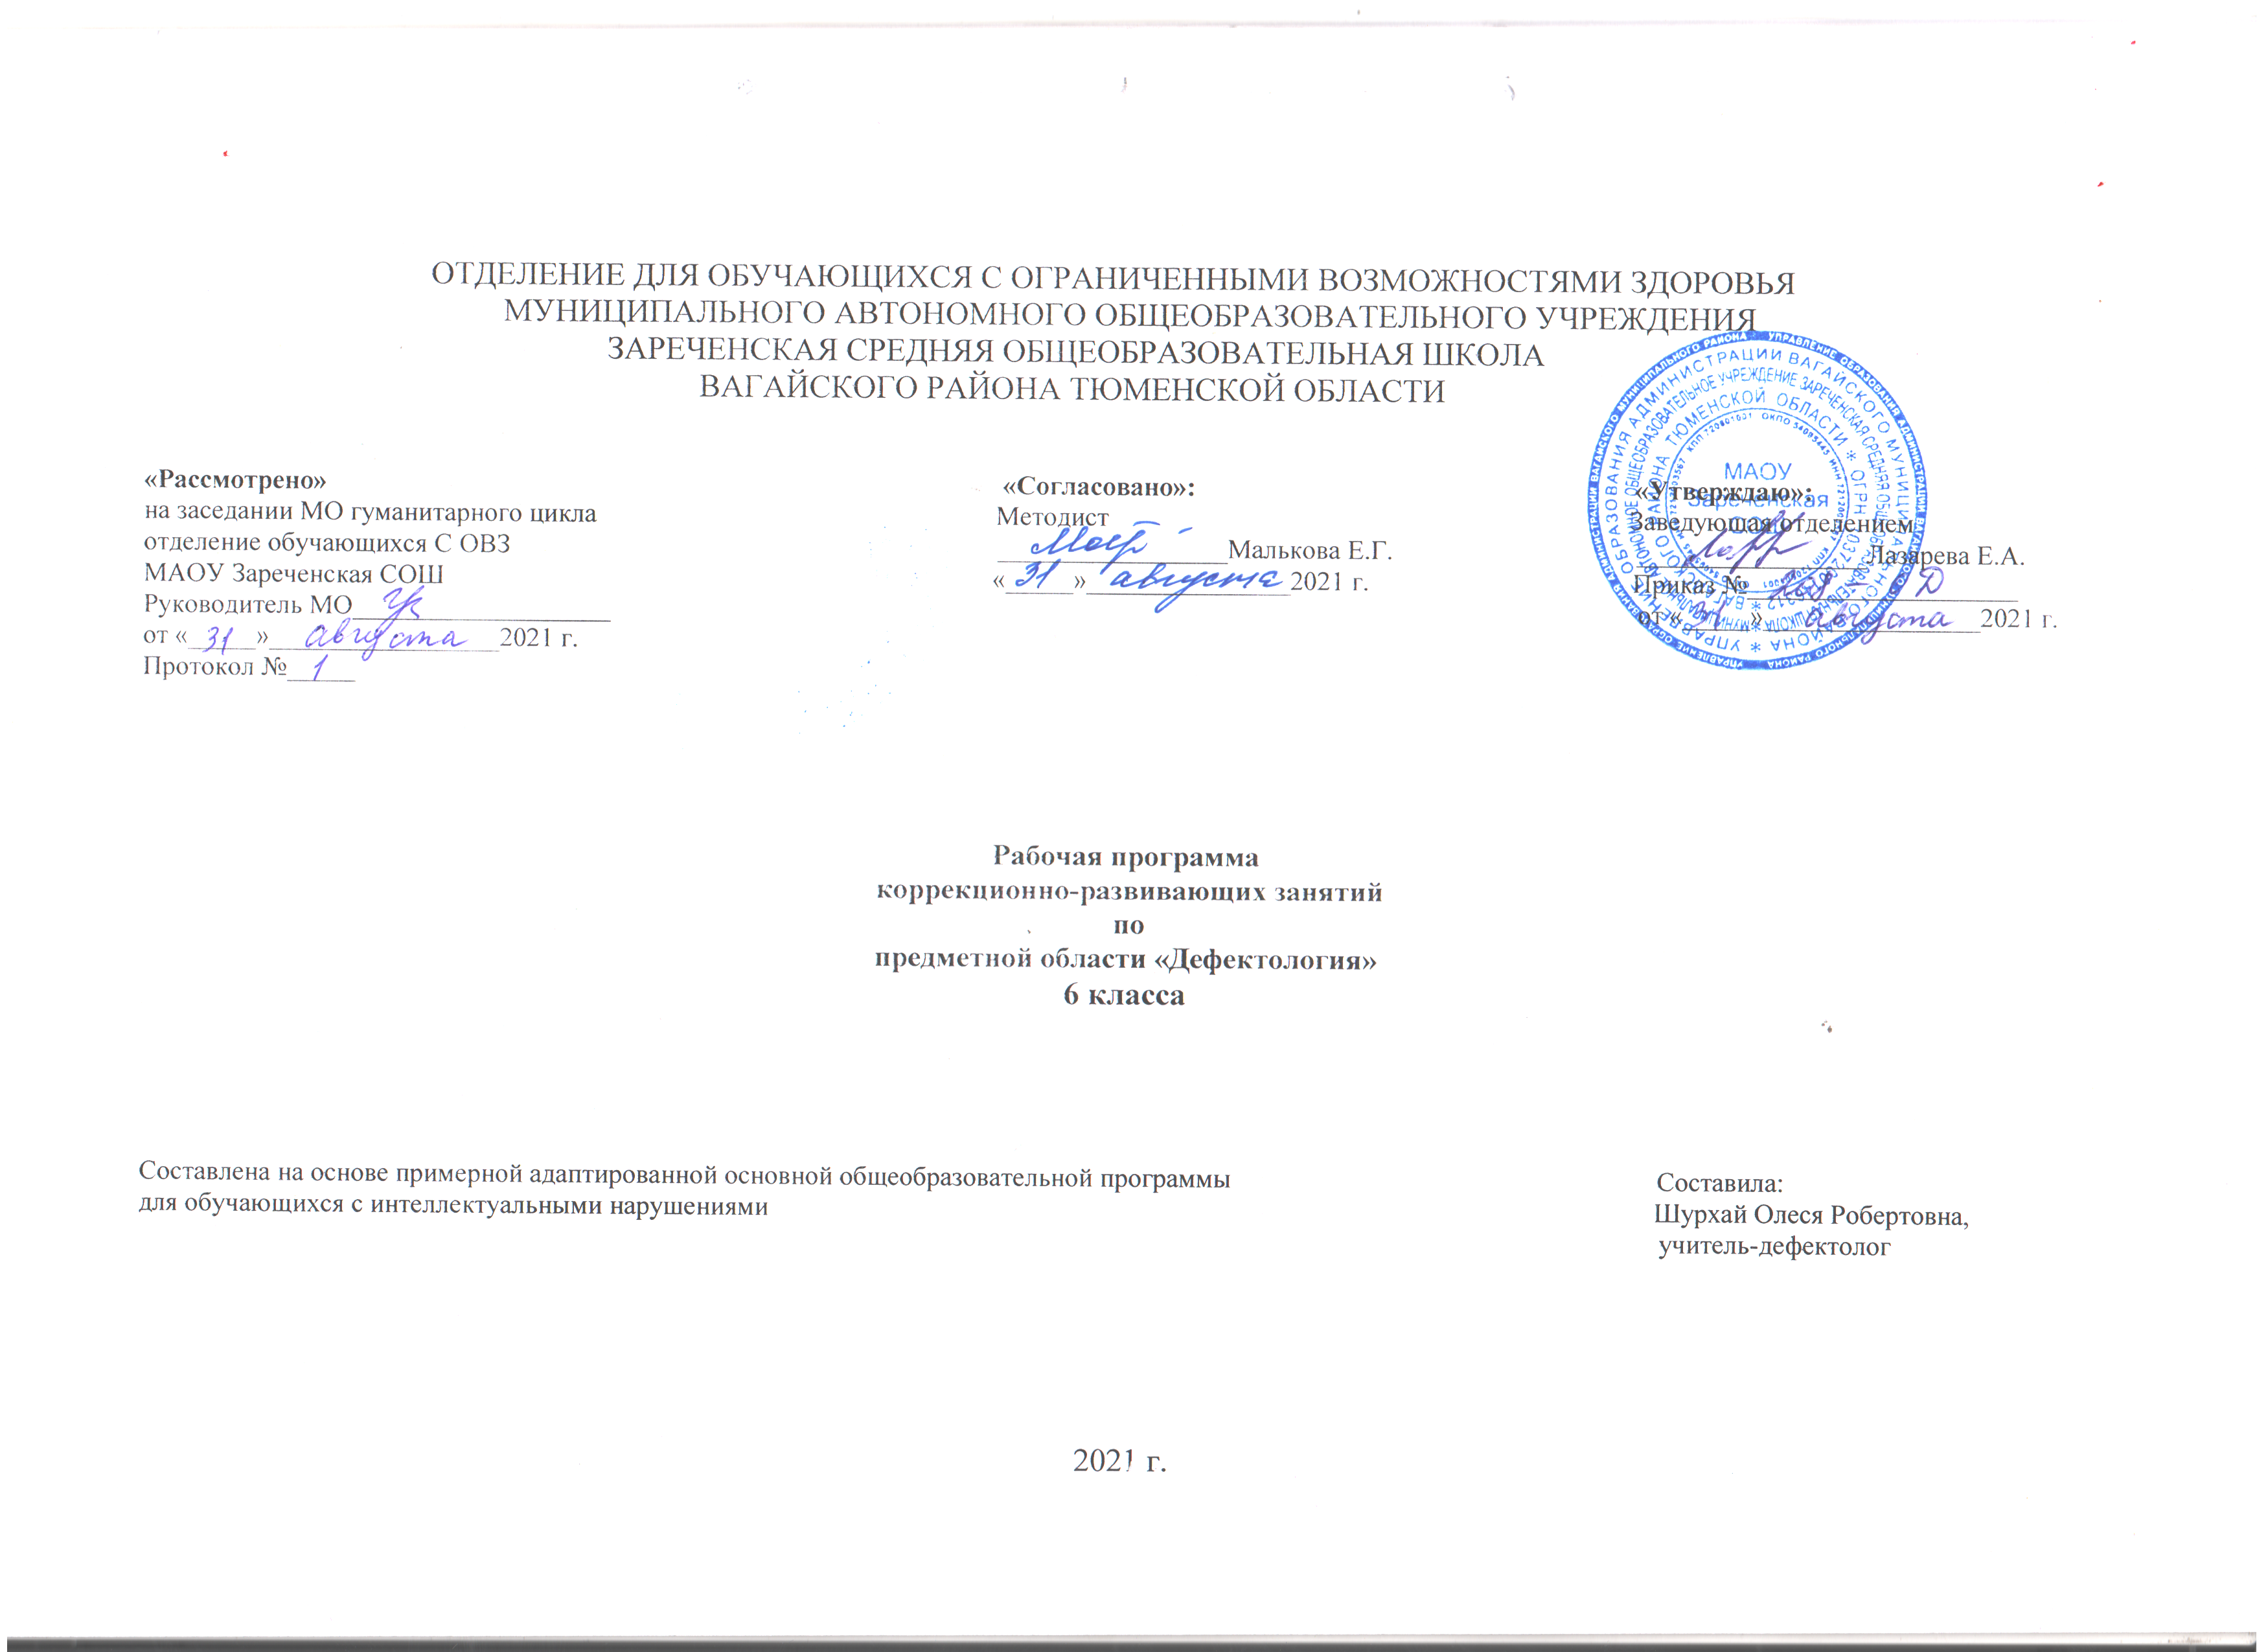 ОТДЕЛЕНИЕ ДЛЯ ОБУЧАЮЩИХСЯ С ОГРАНИЧЕННЫМИ ВОЗМОЖНОСТЯМИ ЗДОРОВЬЯ
МУНИЦИПАЛЬНОГО АВТОНОМНОГО ОБЩЕОБРАЗОВАТЕЛЬНОГО УЧРЕЖДЕНИЯ
ЗАРЕЧЕНСКАЯ СРЕДНЯЯ ОБЩЕОБРАЗОВАТЕЛЬНАЯ ШКОЛА
ВАГАЙСКОГО РАЙОНА ТЮМЕНСКОЙ ОБЛАСТИ
«Рассмотрено»
на заседании МО гуманитарного цикла
отделение обучающихся С ОВЗ
МАОУ Зареченская СОШ
Руководитель МО
от «31» августа 2021 г.
Протокол № 1
«Согласовано»:
Методист
Малькова Е.Г.
«31» августа 2021 г.
«Утверждаю»:
Заведующая отделением
Лазарева Е.А.
Приказ №
от «31» августа 2021 г.
МАОУ
Зареченская
СОШ
Рабочая программа
коррекционно-развивающих занятий
по
предметной области «Дефектология»
6 класса
Составлена на основе примерной адаптированной основной общеобразовательной программы
для обучающихся с интеллектуальными нарушениями
Составила:
Шурхай Олеся Робертовна,
учитель-дефектолог
2021 г.